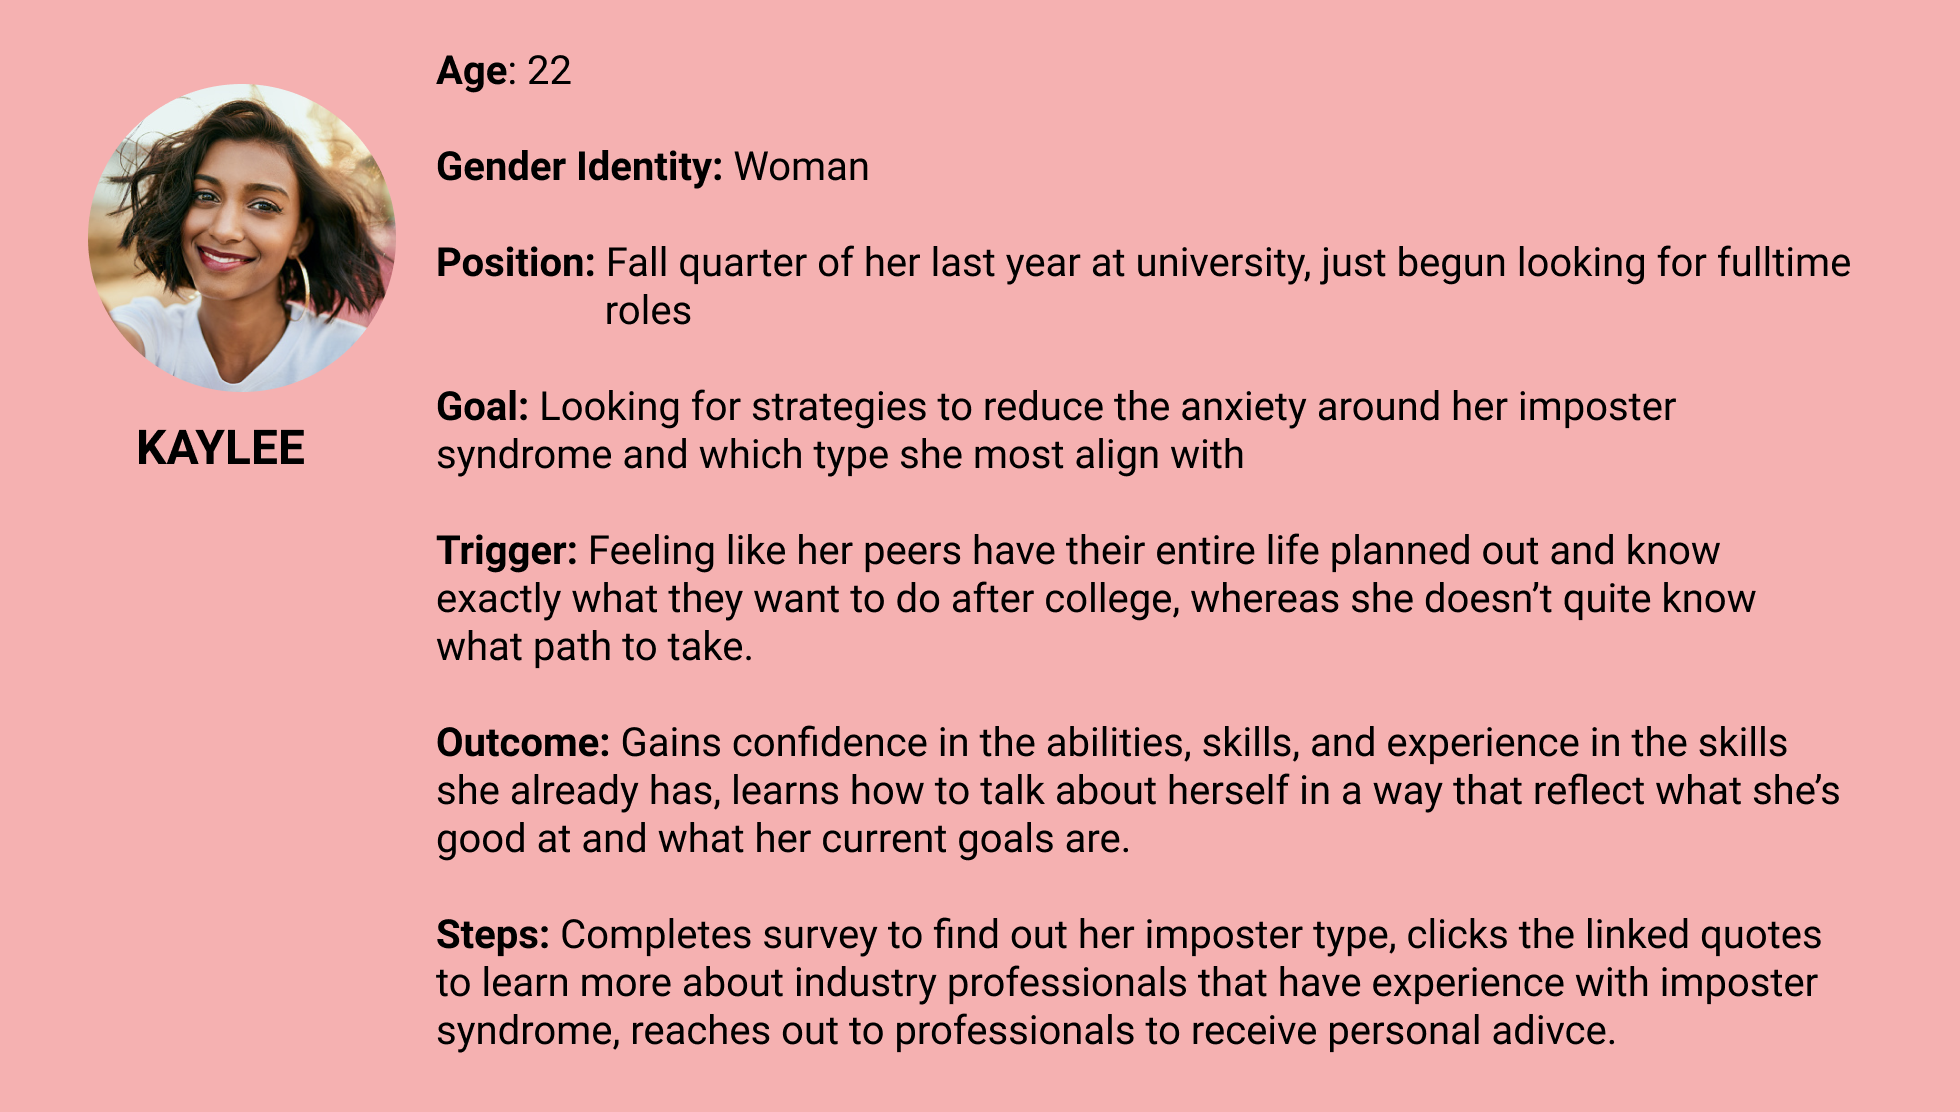 Age: 22
Gender Identity: Woman
Position: Fall quarter of her last year at university, just begun looking for fulltime
roles
Goal: Looking for strategies to reduce the anxiety around her imposter
syndrome and which type she most align with
KAYLEE
Trigger: Feeling like her peers have their entire life planned out and know
exactly what they want to do after college, whereas she doesn’t quite know
what path to take.
Outcome: Gains confidence in the abilities, skills, and experience in the skills
she already has, learns how to talk about herself in a way that reflect what she’s
good at and what her current goals are.
Steps: Completes survey to find out her imposter type, clicks the linked quotes
to learn more about industry professionals that have experience with imposter
syndrome, reaches out to professionals to receive personal adivce.